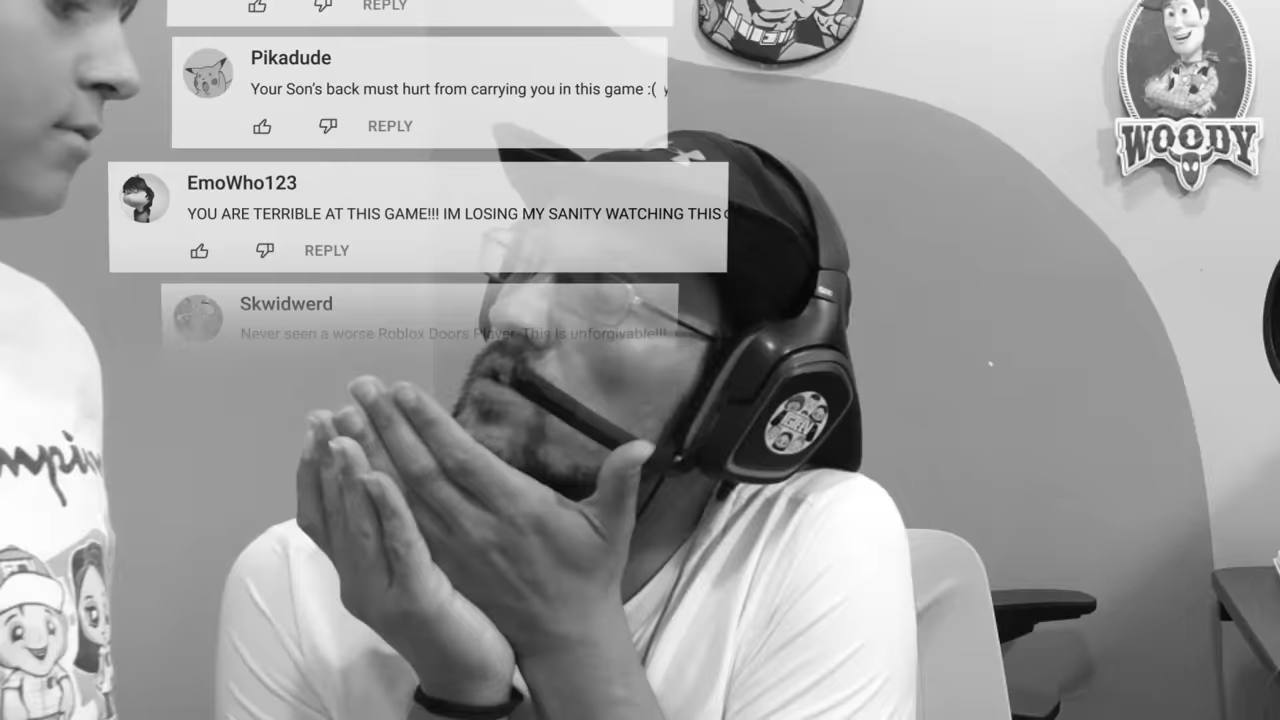 REPLY
Pikadude
Your Son's back must hurt from carrying you in this game :(
REPLY
EmoWho123
YOU ARE TERRIBLE AT THIS GAME!!! IM LOSING MY SANITY WATCHING THIS
REPLY
Skwidwerd
Never seen a worse Roblox Doors Player. This is unforgivable!!!
WOODY